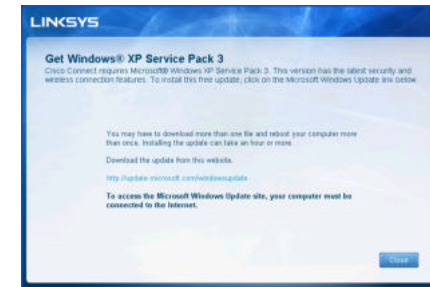 LINKSYS
Get Windows® XP Service Pack 3
Cisco Connect requires Microsoft® Windows XP Service Pack 3. This version has the latest security and
wireless connection features. To install this free update, click on the Microsoft Windows Update link below.
You may have to download more than one file and reboot your computer more
than once. Installing the update can take an hour or more.
Download the update from this website.
http://update.microsoft.com/windowsupdate
To access the Microsoft Windows Update site, your computer must be
connected to the Internet.
Close